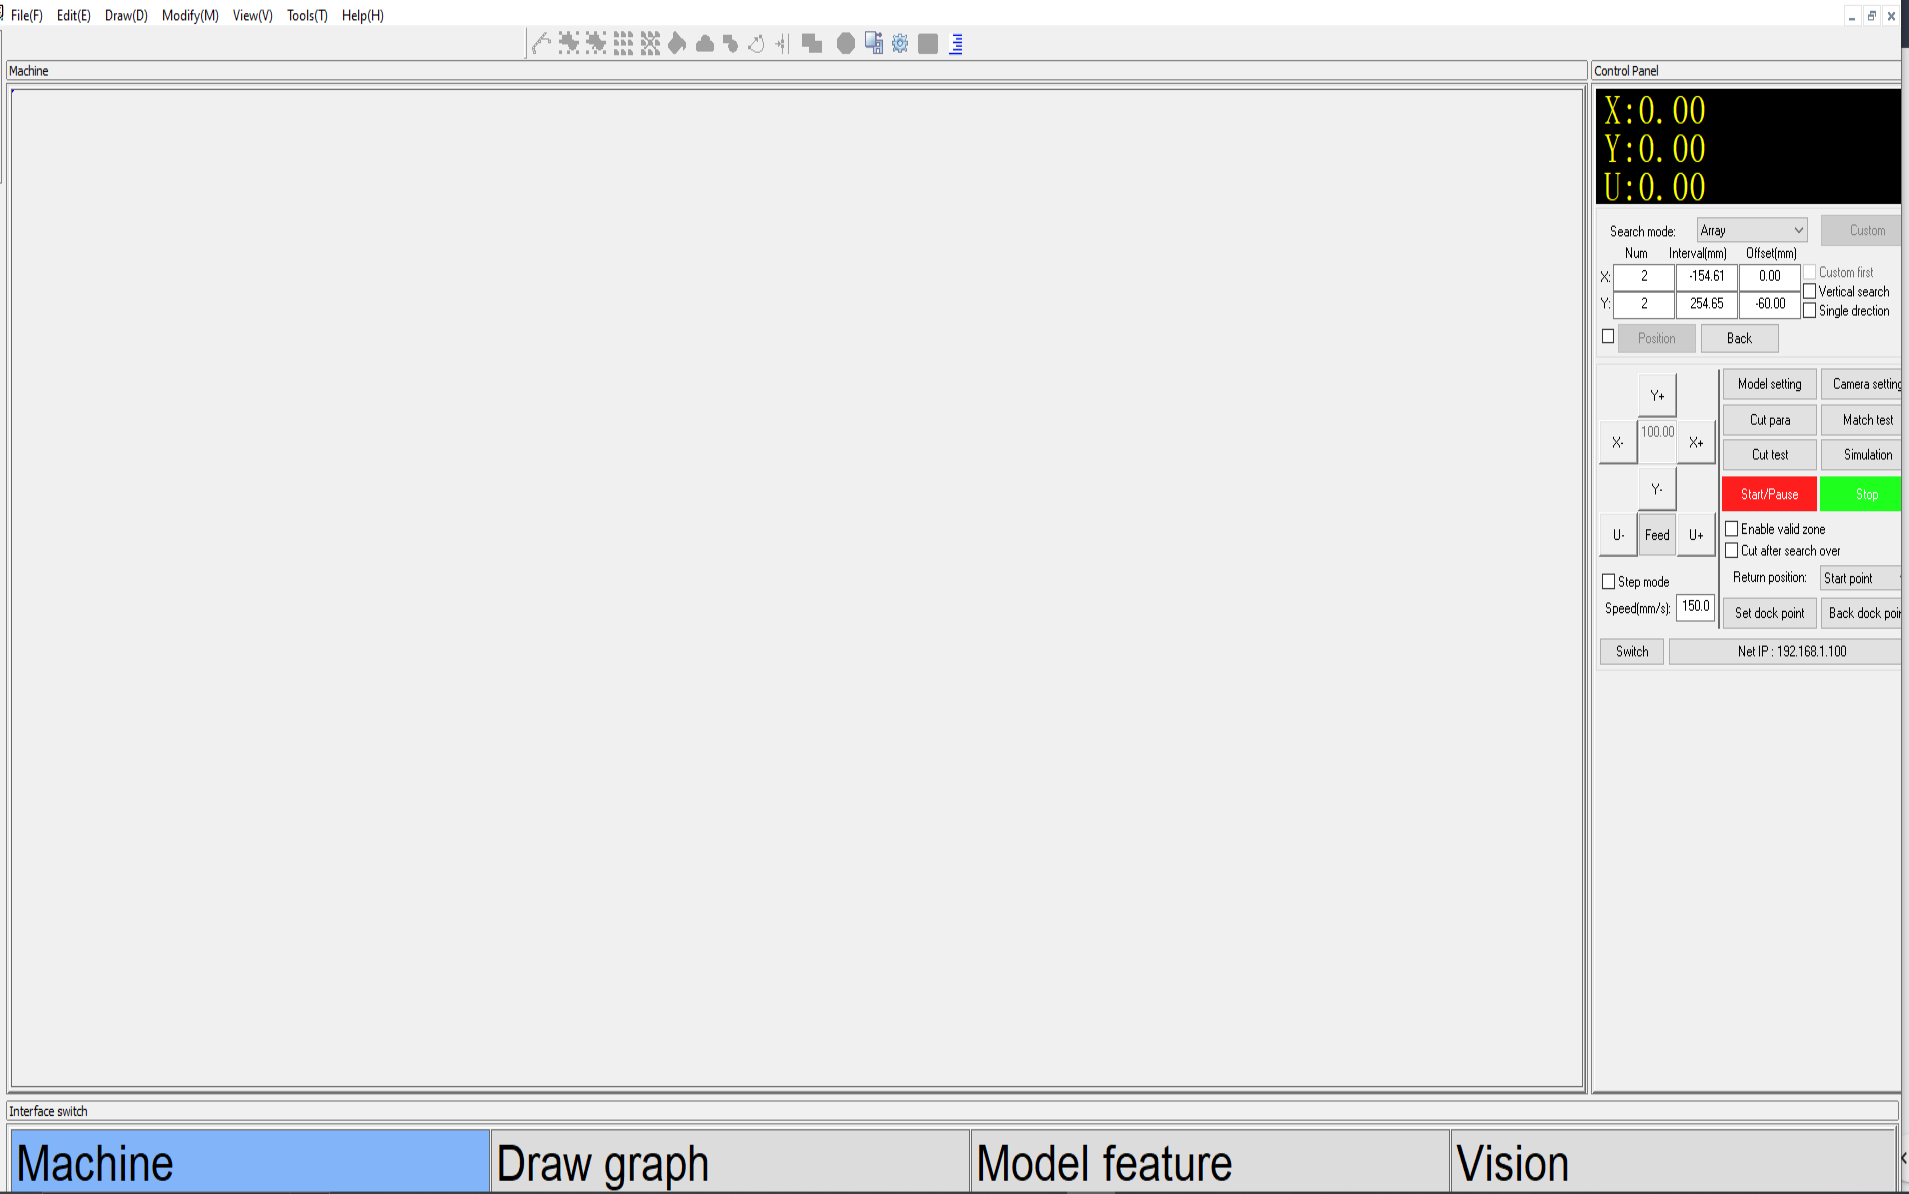 File(F) Edit(E) Draw(D) Modify(M) View(V) Tools(T) Help(H)
Machine
Control Panel
X:0.00
Y:0.00
U:0.00
Search mode: Array Custom
Num Interval(mm) Offset(mm)
X: 2 -154.61 0.00 Custom first
Vertical search
Y: 2 254.65 -60.00
Single drection
Position Back
Model setting Camera setting
Y+
Cut para Match test
X- 100.00 X+
Cut test Simulation
Y-
Start/Pause Stop
U- Feed U+
Enable valid zone
Cut after search over
Step mode
Return position: Start point
Speed(mm/s): 150.0
Set dock point Back dock poin
Switch Net IP : 192.168.1.100
Interface switch
Machine Draw graph Model feature Vision